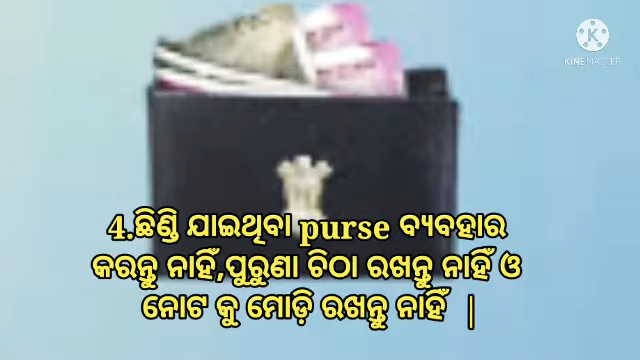 KINEMASTER
4.ଛିଣ୍ଡି ଯାଇଥିବା purse ବ୍ୟବହାର
କରନ୍ତୁ ନାହିଁ,ପୁରୁଣା ଚିଠା ରଖନ୍ତୁ ନାହିଁ ଓ
ନୋଟ କୁ ମୋଡ଼ି ରଖନ୍ତୁ ନାହିଁ |